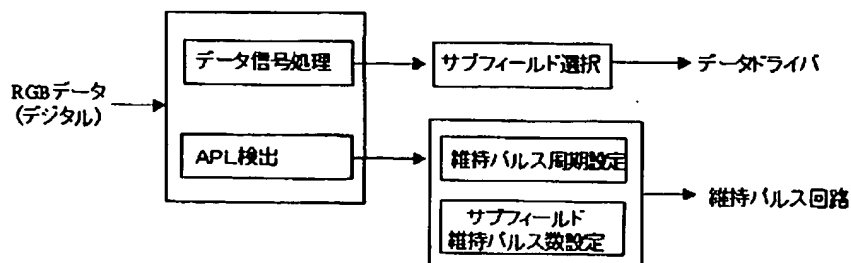 データ信号処理
サブフィールド選択
データドライバ
RGBデータ
(デジタル)
APL検出
維持パルス周期設定
維持パルス回路
サブフィールド
維持パルス数設定